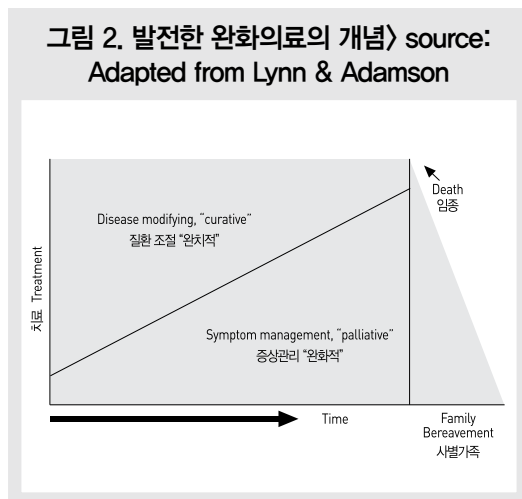 그림 2. 발전한 완화의료의 개념〉 source:
Adapted from Lynn & Adamson
Death
임종
Disease modifying, “curative”
질환 조절 “완치적”
치료 Treatment
Symptom management, “palliative”
증상관리 “완화적”
Time
Family
Bereavement
사별가족